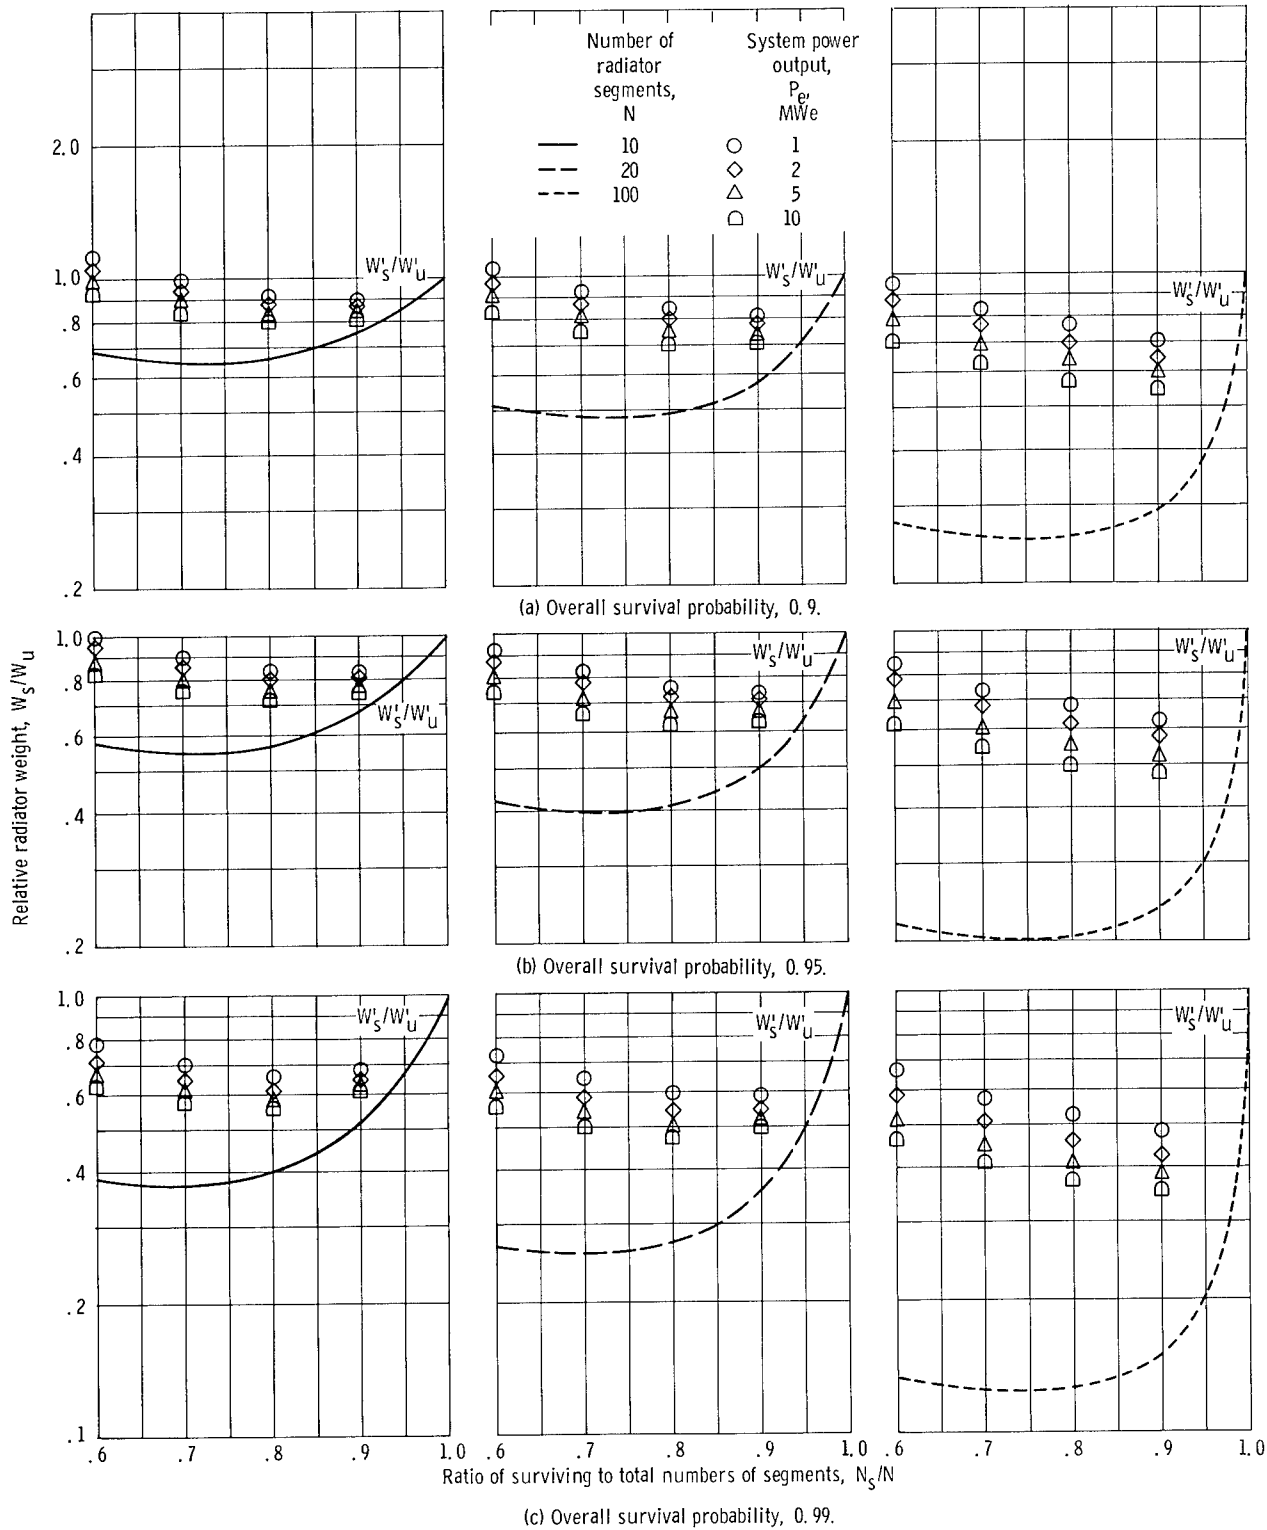 Number of radiator segments, N
System power output, Pe, MWe
10
20
100
1
2
5
10
2.0
1.0
.8
.6
.4
.2
W's/W'u
W's/W'u
W's/W'u
(a) Overall survival probability, 0.9.
Relative radiator weight, Ws/Wu
1.0
.8
.6
.4
.2
W's/W'u
W's/W'u
W's/W'u
(b) Overall survival probability, 0.95.
1.0
.8
.6
.4
.2
.1
W's/W'u
W's/W'u
W's/W'u
.6 .7 .8 .9 1.0
.6 .7 .8 .9 1.0
.6 .7 .8 .9 1.0
Ratio of surviving to total numbers of segments, Ns/N
(c) Overall survival probability, 0.99.